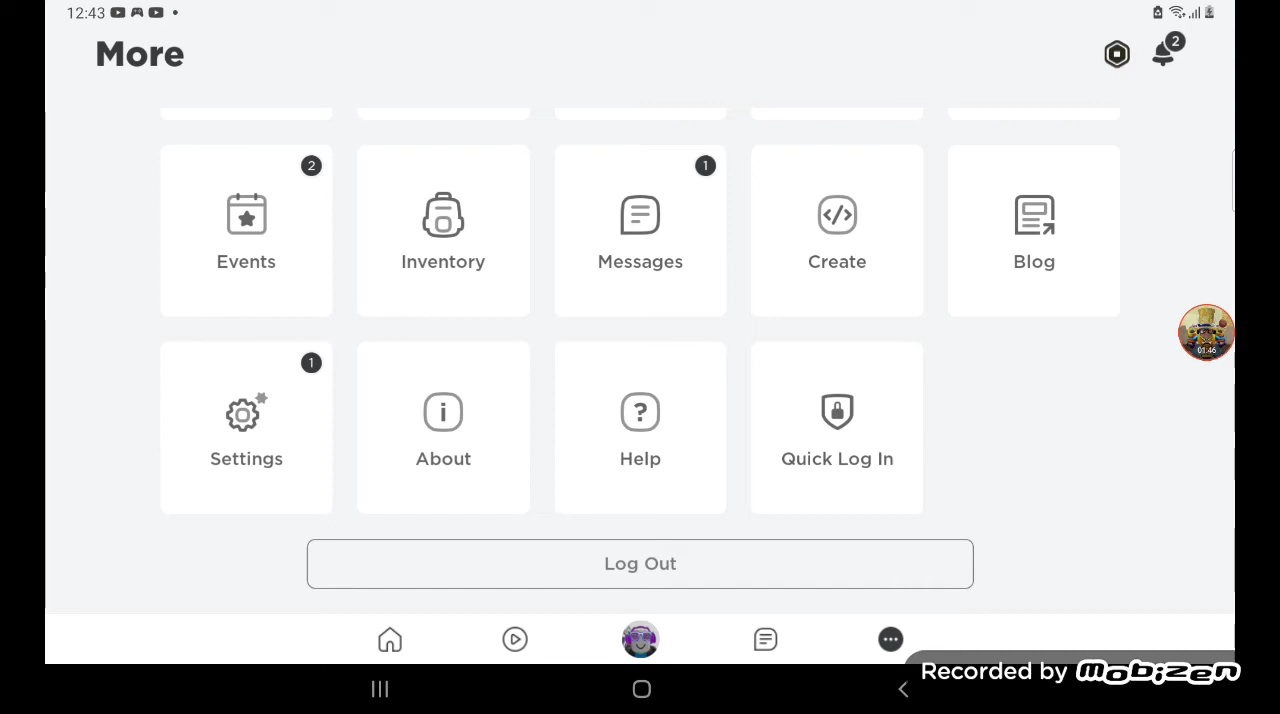 12:43
More
2
2
Events
Inventory
1
Messages
Create
Blog
01:46
1
Settings
About
Help
Quick Log In
Log Out
Recorded by mobizen